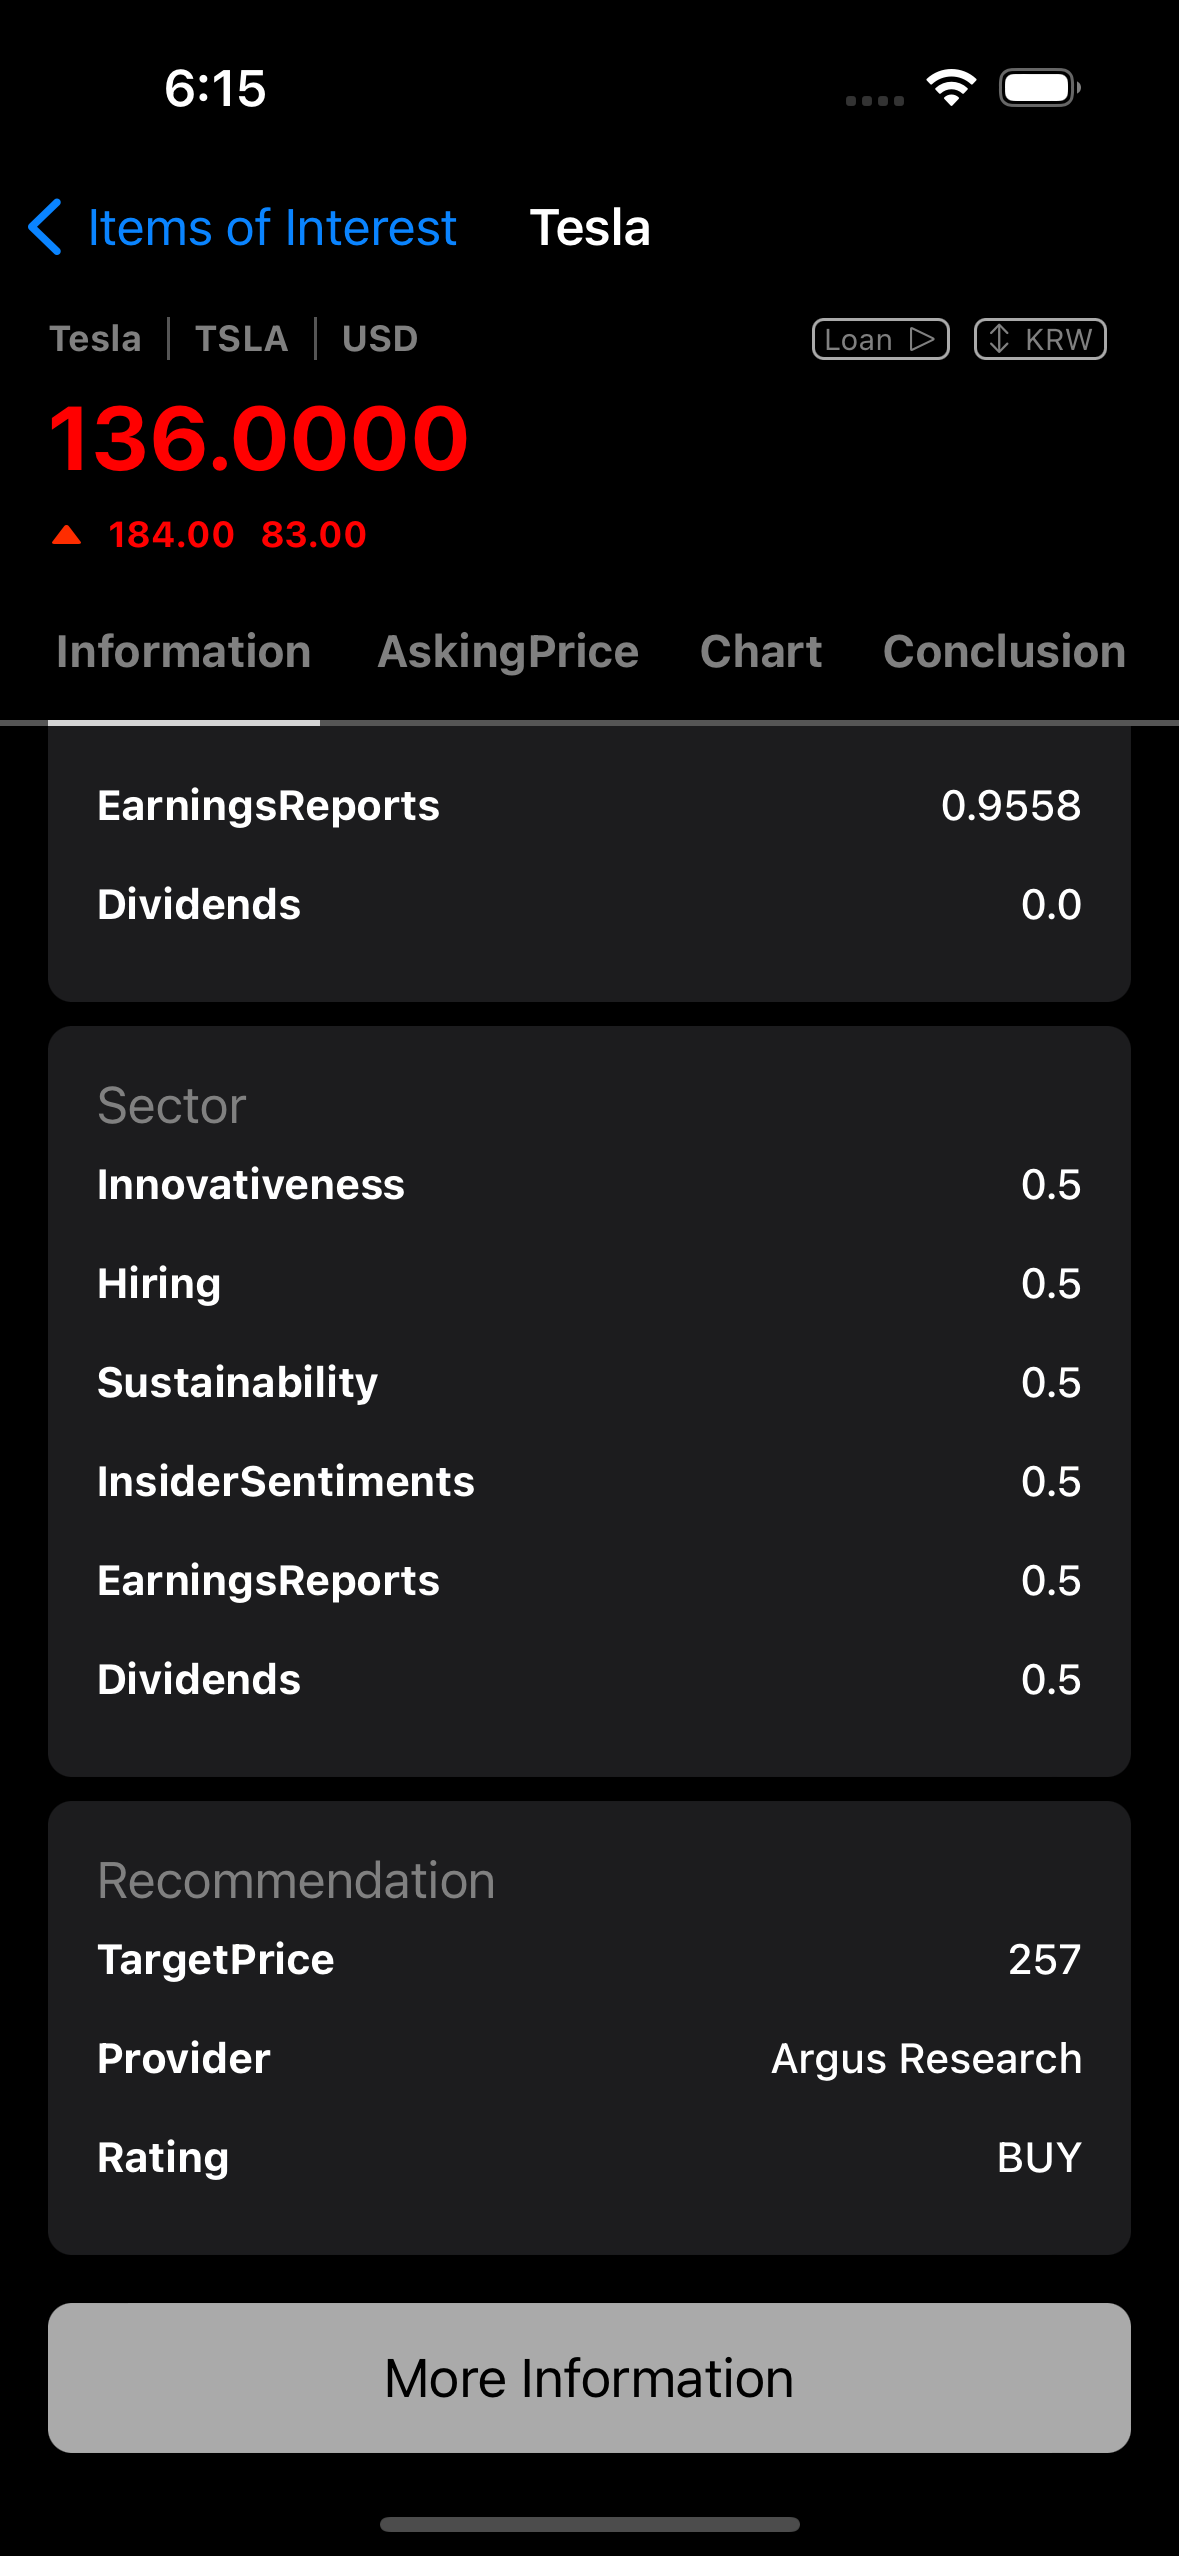 6:15
Items of Interest Tesla
Tesla TSLA USD Loan KRW
136.0000
184.00 83.00
Information AskingPrice Chart Conclusion
EarningsReports 0.9558
Dividends 0.0
Sector
Innovativeness 0.5
Hiring 0.5
Sustainability 0.5
InsiderSentiments 0.5
EarningsReports 0.5
Dividends 0.5
Recommendation
TargetPrice 257
Provider Argus Research
Rating BUY
More Information